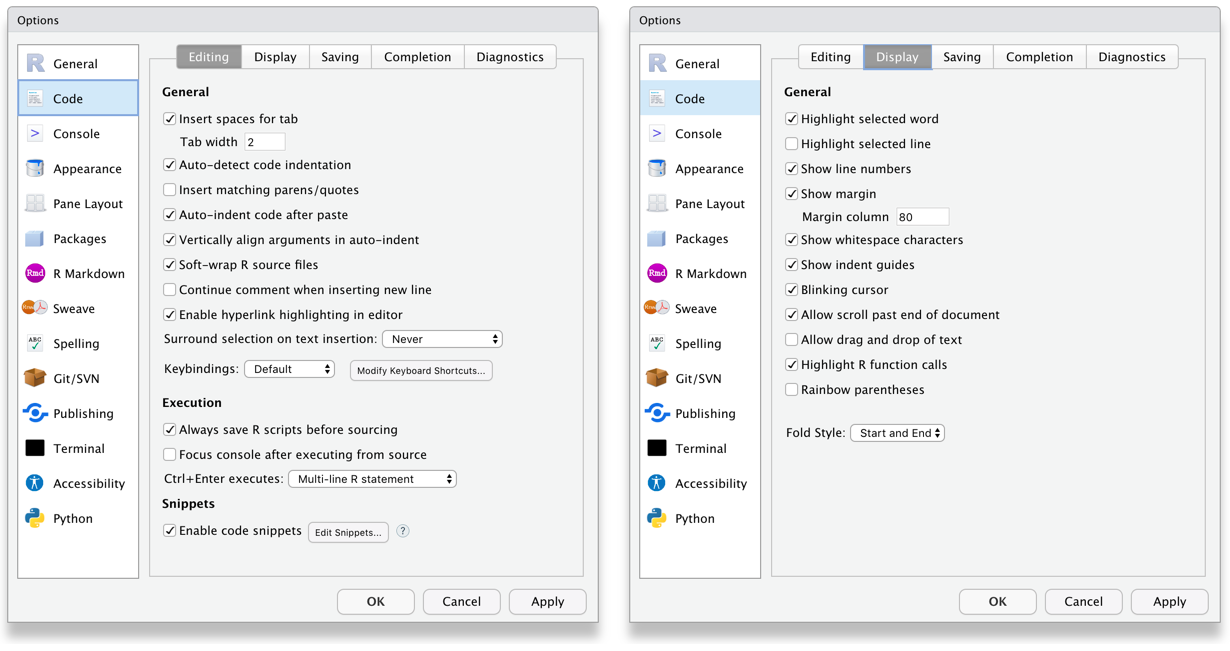 Options
General
Code
Console
Appearance
Pane Layout
Packages
Rmd R Markdown
Sweave
ABC Spelling
Git/SVN
Publishing
Terminal
Accessibility
Python
Editing Display Saving Completion Diagnostics
General
Insert spaces for tab
Tab width 2
Auto-detect code indentation
Insert matching parens/quotes
Auto-indent code after paste
Vertically align arguments in auto-indent
Soft-wrap R source files
Continue comment when inserting new line
Enable hyperlink highlighting in editor
Surround selection on text insertion: Never
Keybindings: Default Modify Keyboard Shortcuts...
Execution
Always save R scripts before sourcing
Focus console after executing from source
Ctrl+Enter executes: Multi-line R statement
Snippets
Enable code snippets Edit Snippets... ?
OK Cancel Apply
Options
General
Code
Console
Appearance
Pane Layout
Packages
Rmd R Markdown
Sweave
ABC Spelling
Git/SVN
Publishing
Terminal
Accessibility
Python
Editing Display Saving Completion Diagnostics
General
Highlight selected word
Highlight selected line
Show line numbers
Show margin
Margin column 80
Show whitespace characters
Show indent guides
Blinking cursor
Allow scroll past end of document
Allow drag and drop of text
Highlight R function calls
Rainbow parentheses
Fold Style: Start and End
OK Cancel Apply